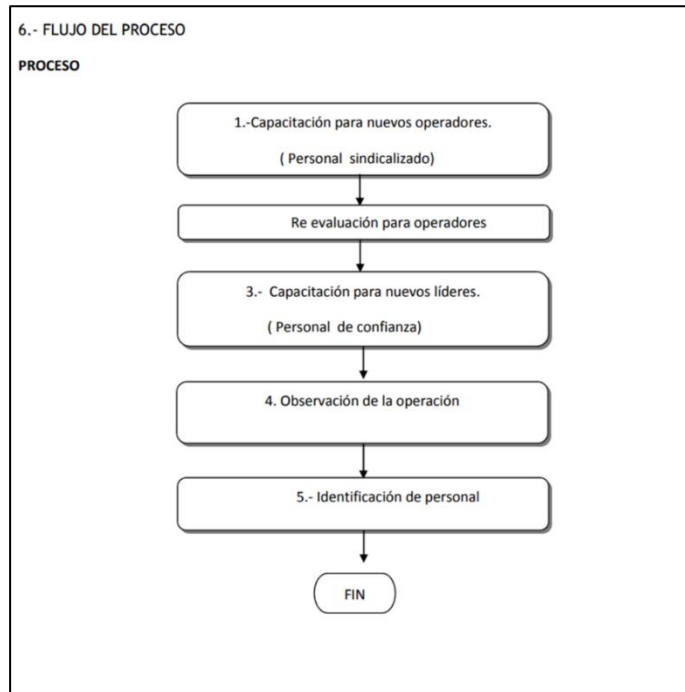 6.- FLUJO DEL PROCESO
PROCESO
1.-Capacitación para nuevos operadores.
( Personal sindicalizado)
Re evaluación para operadores
3.- Capacitación para nuevos líderes.
( Personal de confianza)
4. Observación de la operación
5.- Identificación de personal
FIN